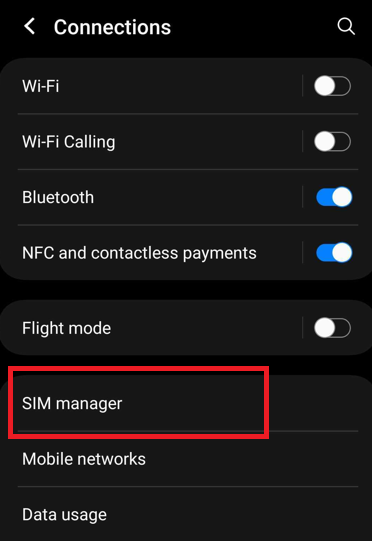 Connections
Wi-Fi
Wi-Fi Calling
Bluetooth
NFC and contactless payments
Flight mode
SIM manager
Mobile networks
Data usage